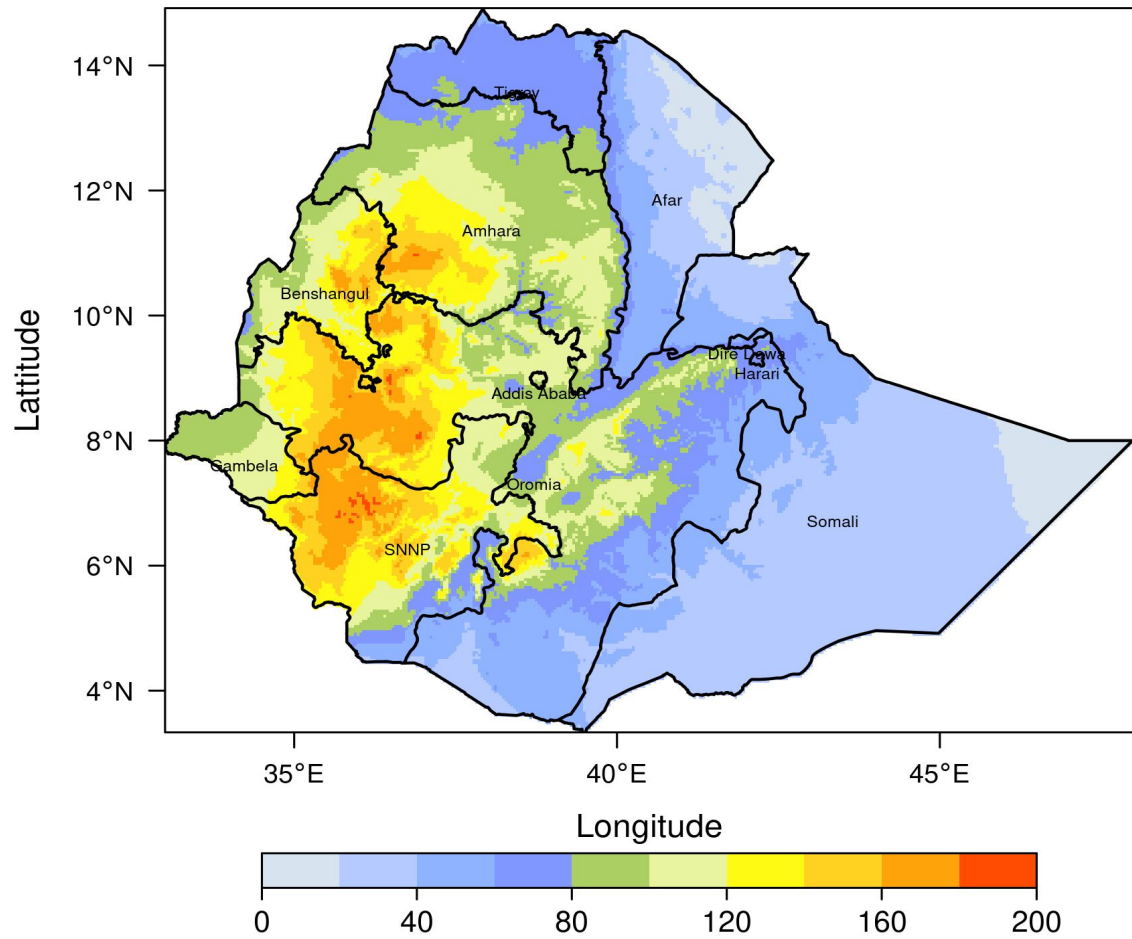 14°N
Tigray
12°N
Afar
Amhara
Lattitude
10°N
Benshangul
Dire Dawa
Harari
Addis Ababa
8°N
Gambela
Oromia
Somali
SNNP
6°N
4°N
35°E 40°E 45°E
Longitude
0 40 80 120 160 200